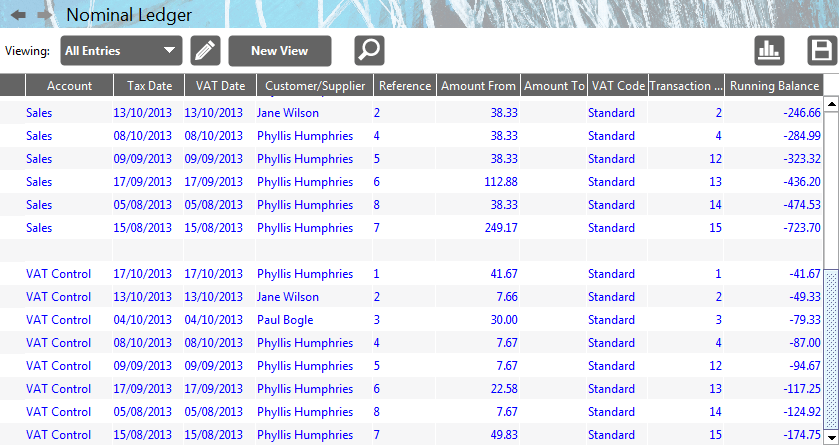 Nominal Ledger
Viewing: All Entries New View
Account Tax Date VAT Date Customer/Supplier Reference Amount From Amount To VAT Code Transaction ... Running Balance
Sales 13/10/2013 13/10/2013 Jane Wilson 2 38.33 Standard 2 -246.66
Sales 08/10/2013 08/10/2013 Phyllis Humphries 4 38.33 Standard 4 -284.99
Sales 09/09/2013 09/09/2013 Phyllis Humphries 5 38.33 Standard 12 -323.32
Sales 17/09/2013 17/09/2013 Phyllis Humphries 6 112.88 Standard 13 -436.20
Sales 05/08/2013 05/08/2013 Phyllis Humphries 8 38.33 Standard 14 -474.53
Sales 15/08/2013 15/08/2013 Phyllis Humphries 7 249.17 Standard 15 -723.70
VAT Control 17/10/2013 17/10/2013 Phyllis Humphries 1 41.67 Standard 1 -41.67
VAT Control 13/10/2013 13/10/2013 Jane Wilson 2 7.66 Standard 2 -49.33
VAT Control 04/10/2013 04/10/2013 Paul Bogle 3 30.00 Standard 3 -79.33
VAT Control 08/10/2013 08/10/2013 Phyllis Humphries 4 7.67 Standard 4 -87.00
VAT Control 09/09/2013 09/09/2013 Phyllis Humphries 5 7.67 Standard 12 -94.67
VAT Control 17/09/2013 17/09/2013 Phyllis Humphries 6 22.58 Standard 13 -117.25
VAT Control 05/08/2013 05/08/2013 Phyllis Humphries 8 7.67 Standard 14 -124.92
VAT Control 15/08/2013 15/08/2013 Phyllis Humphries 7 49.83 Standard 15 -174.75